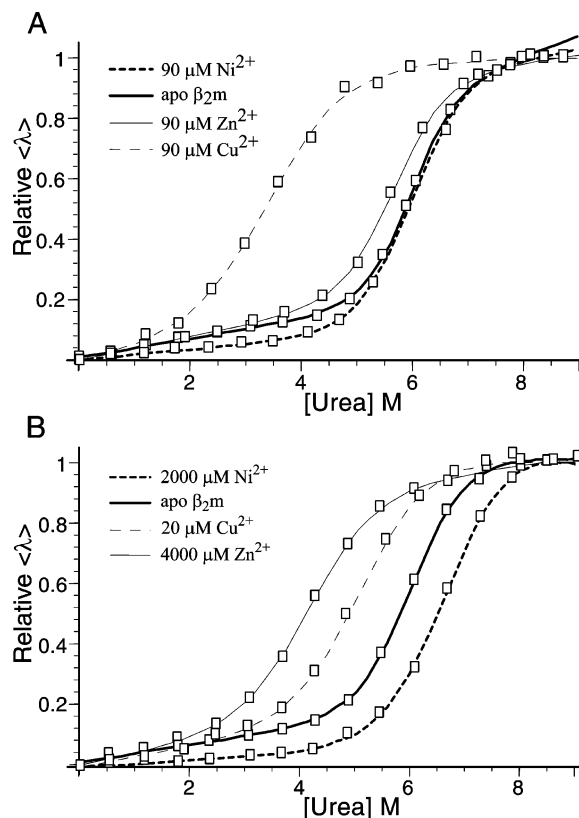 A
90 μM Ni²⁺
apo β₂m
90 μM Zn²⁺
90 μM Cu²⁺
Relative <λ>
1
0.8
0.6
0.4
0.2
2
4
6
8
[Urea] M
B
2000 μM Ni²⁺
apo β₂m
20 μM Cu²⁺
4000 μM Zn²⁺
Relative <λ>
1
0.8
0.6
0.4
0.2
2
4
6
8
[Urea] M